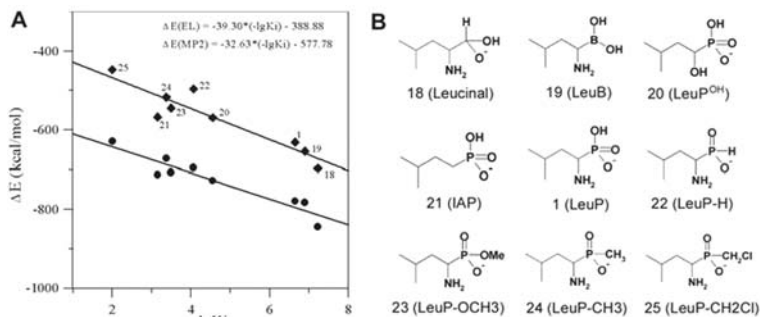 A
ΔE(EL) = -39.30*(-lgKi) - 388.88
ΔE(MP2) = -32.63*(-lgKi) - 577.78
-400
-600
-800
-1000
ΔE (kcal/mol)
25
24
22
23
21
20
1
19
18
0
2
4
6
8
B
H
OH
O-
NH2
18 (Leucinal)
OH
B
OH
NH2
19 (LeuB)
OH
P=O
O-
OH
20 (LeuPOH)
OH
P=O
O-
21 (IAP)
OH
P=O
O-
NH2
1 (LeuP)
O
P-H
O-
NH2
22 (LeuP-H)
O
P-OMe
O-
NH2
23 (LeuP-OCH3)
O
P-CH3
O-
NH2
24 (LeuP-CH3)
O
P-CH2Cl
O-
NH2
25 (LeuP-CH2Cl)